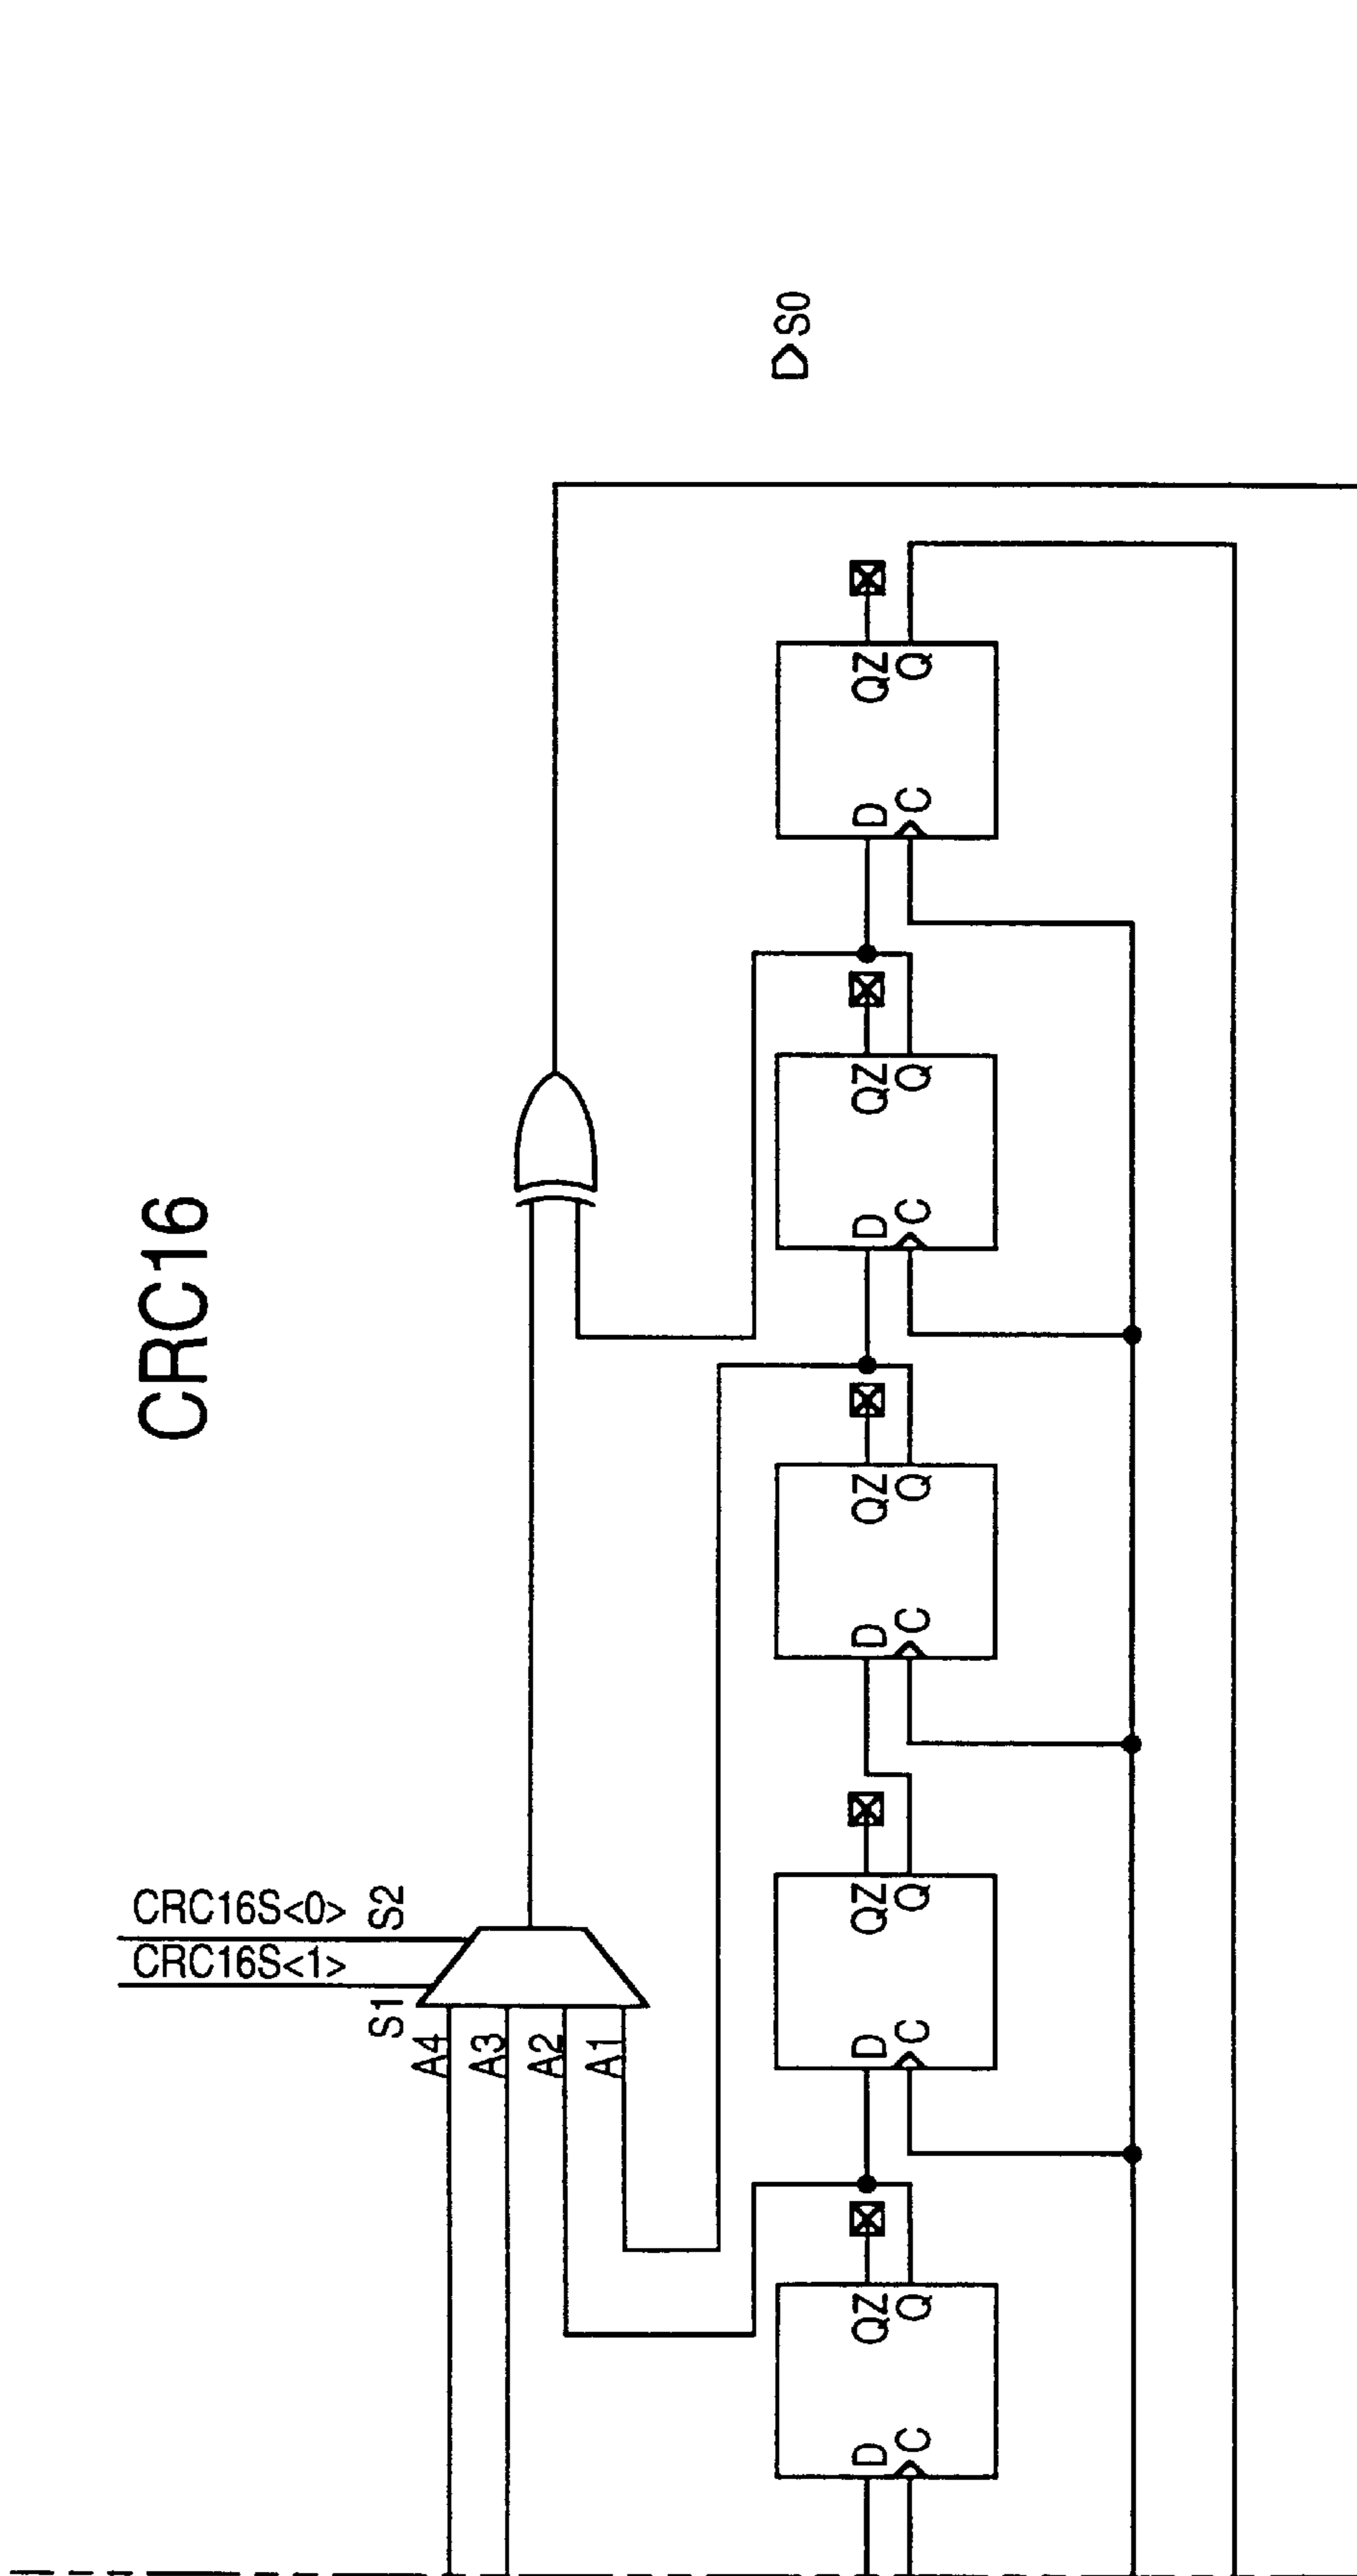 CRC16
CRC16S<0>
CRC16S<1>
S1 S2
A4
A3
A2
A1
S0
D QZ
C Q
D QZ
C Q
D QZ
C Q
D QZ
C Q
D QZ
C Q